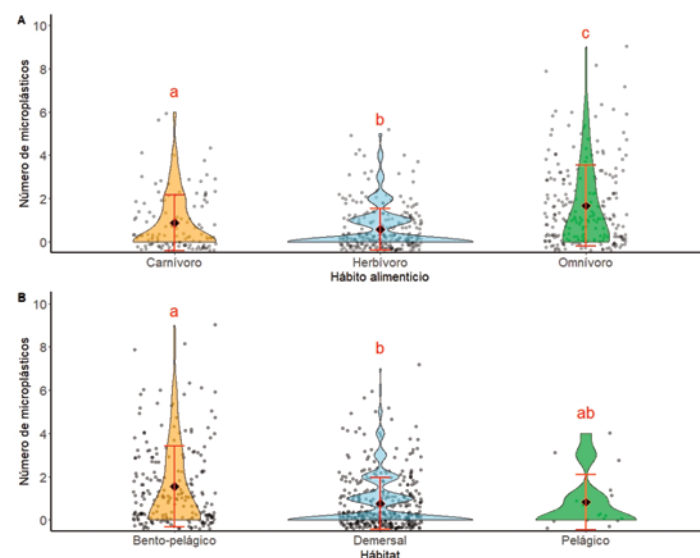 A
Número de microplásticos
10
8
6
4
2
0
a
b
c
Carnívoro
Herbívoro
Omnívoro
Hábito alimenticio
B
Número de microplásticos
10
8
6
4
2
0
a
b
ab
Bento-pelágico
Demersal
Pelágico
Hábitat